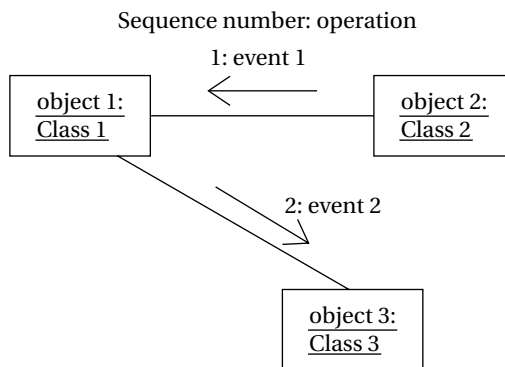 Sequence number: operation
1: event 1
object 1:
Class 1
object 2:
Class 2
2: event 2
object 3:
Class 3